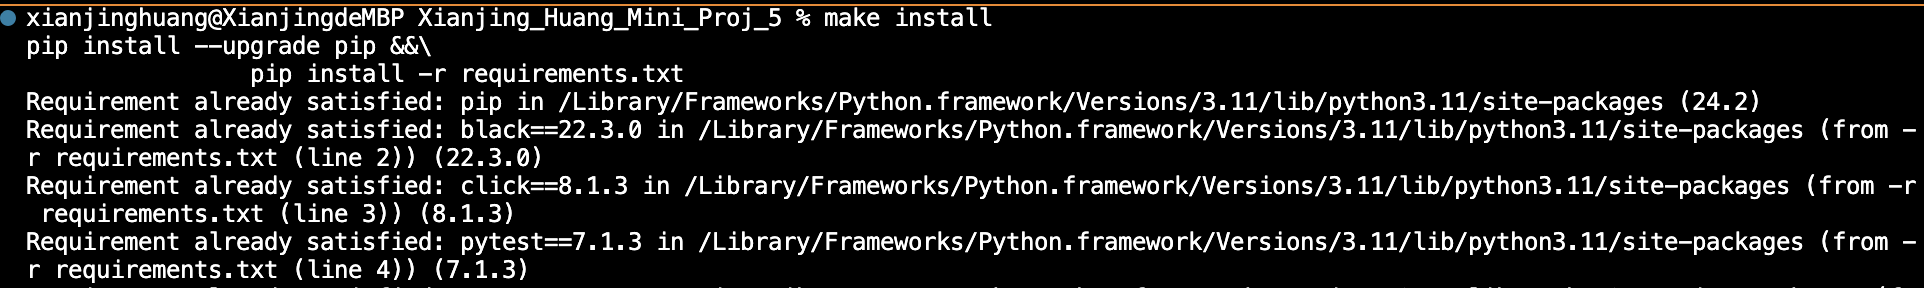 xianjinghuang@XianjingdeMBP Xianjing_Huang_Mini_Proj_5 % make install
pip install --upgrade pip &&\
pip install -r requirements.txt
Requirement already satisfied: pip in /Library/Frameworks/Python.framework/Versions/3.11/lib/python3.11/site-packages (24.2)
Requirement already satisfied: black==22.3.0 in /Library/Frameworks/Python.framework/Versions/3.11/lib/python3.11/site-packages (from -
r requirements.txt (line 2)) (22.3.0)
Requirement already satisfied: click==8.1.3 in /Library/Frameworks/Python.framework/Versions/3.11/lib/python3.11/site-packages (from -r
requirements.txt (line 3)) (8.1.3)
Requirement already satisfied: pytest==7.1.3 in /Library/Frameworks/Python.framework/Versions/3.11/lib/python3.11/site-packages (from -
r requirements.txt (line 4)) (7.1.3)